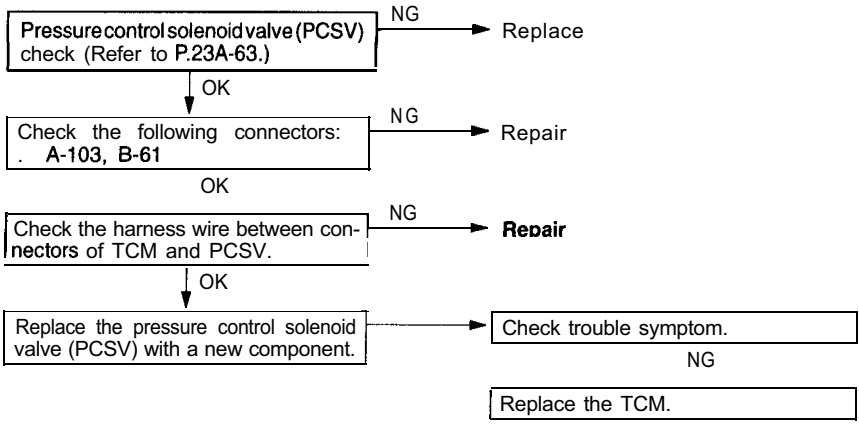 Pressure control solenoid valve (PCSV)
check (Refer to P.23A-63.)
NG
Replace
OK
Check the following connectors:
. A-103, B-61
NG
Repair
OK
Check the harness wire between con-
nectors of TCM and PCSV.
NG
Repair
OK
Replace the pressure control solenoid
valve (PCSV) with a new component.
Check trouble symptom.
NG
Replace the TCM.